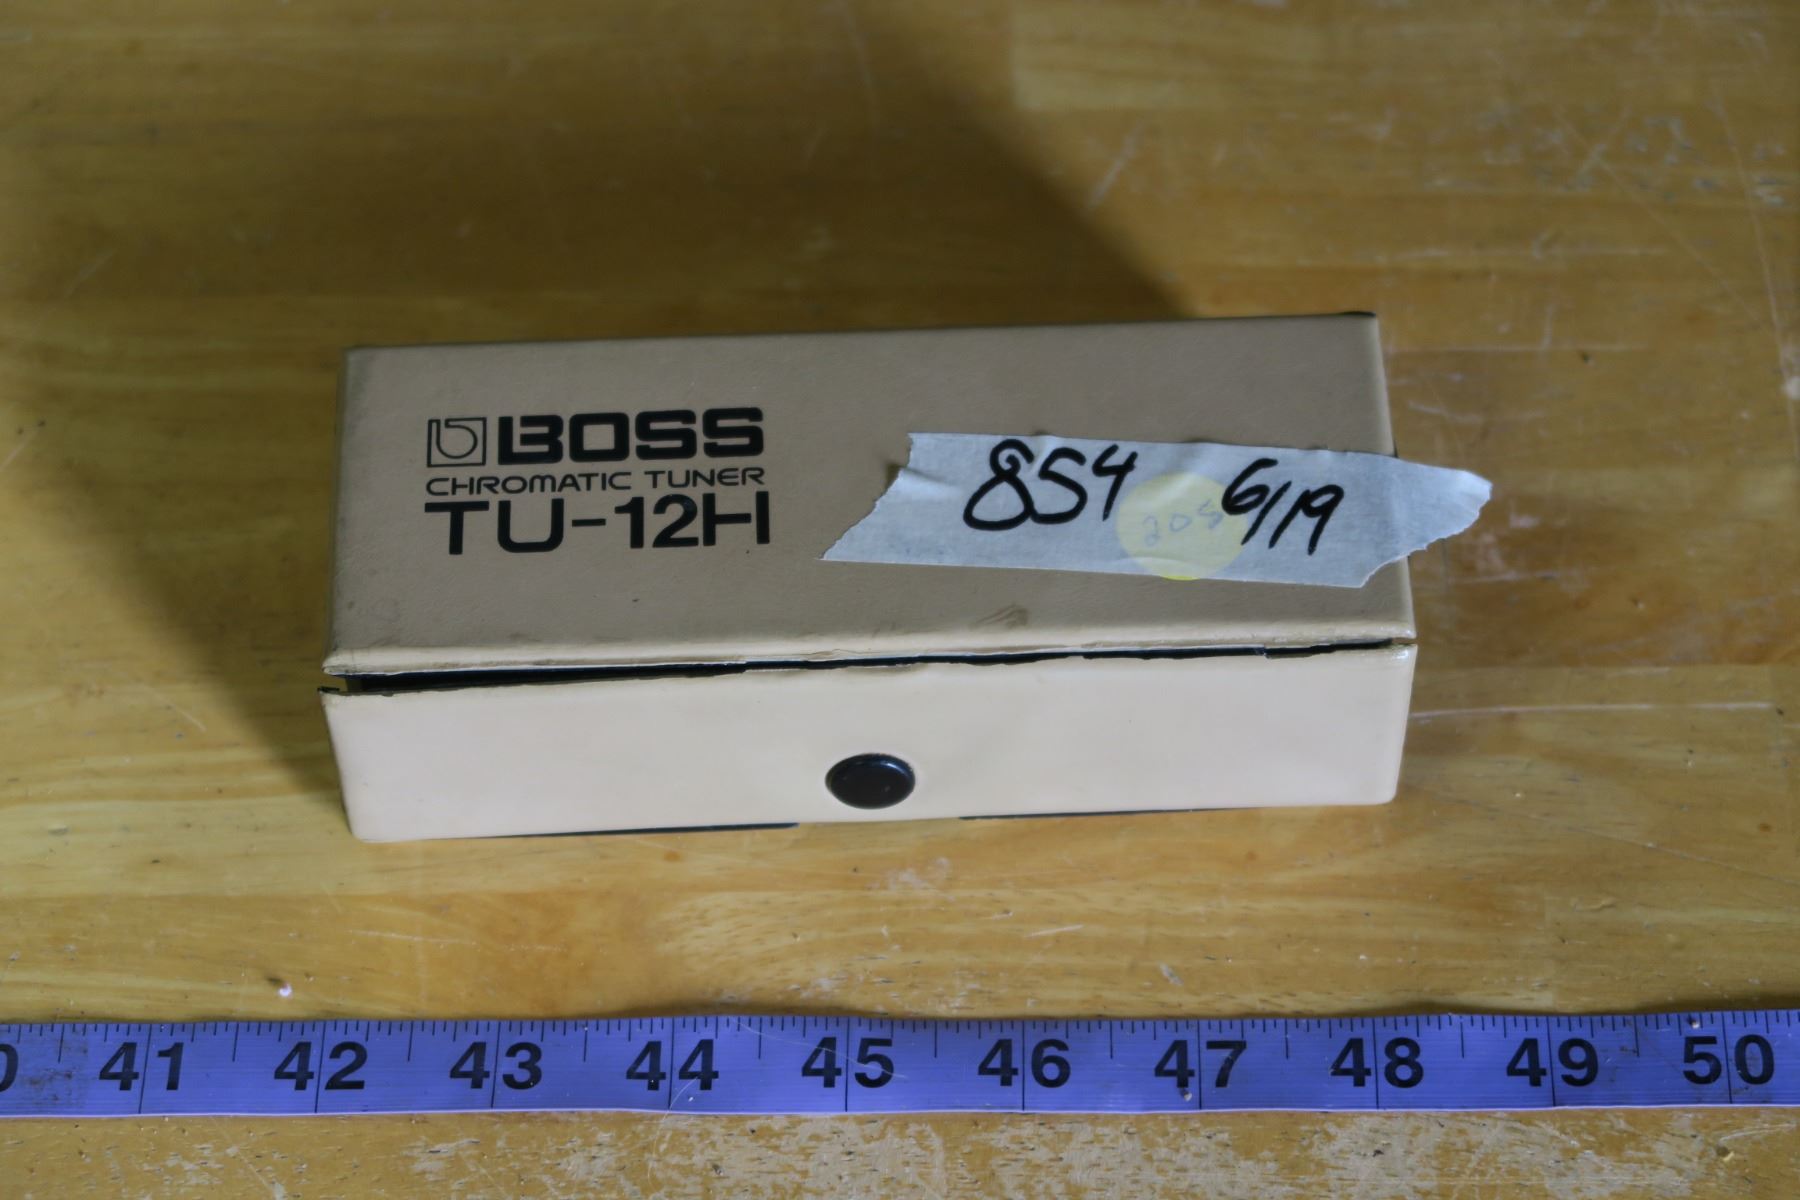 BOSS
CHROMATIC TUNER
TU-12H
854 6/19
205
0 41 42 43 44 45 46 47 48 49 50